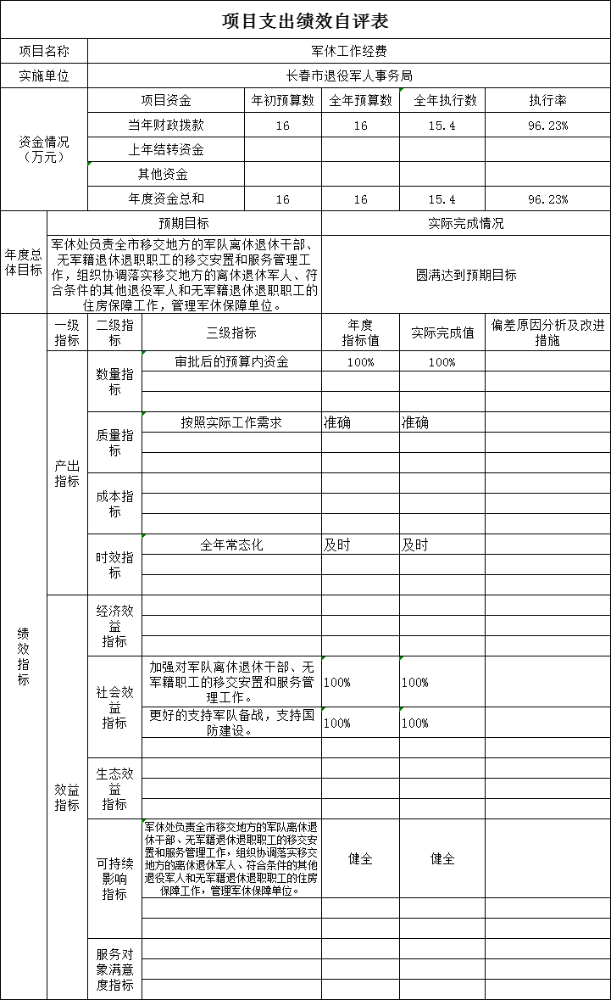 项目支出绩效自评表
项目名称 军休工作经费
实施单位 长春市退役军人事务局
资金情况
（万元）
项目资金 年初预算数 全年预算数 全年执行数 执行率
当年财政拨款 16 16 15.4 96.23%
上年结转资金
其他资金
年度资金总和 16 16 15.4 96.23%
年度总
体目标
预期目标 实际完成情况
军休处负责全市移交地方的军队离休退休干部、
无军籍退休退职职工的移交安置和服务管理工
作，组织协调落实移交地方的离休退休军人、符
合条件的其他退役军人和无军籍退休退职职工的
住房保障工作，管理军休保障单位。
圆满达到预期目标
绩
效
指
标
一级
指标
二级指
标
三级指标
年度
指标值
实际完成值
偏差原因分析及改进
措施
产出
指标
数量指
标
审批后的预算内资金 100% 100%
质量指
标
按照实际工作需求 准确 准确
成本指
标
时效指
标
全年常态化 及时 及时
效益
指标
经济效
益
指标
社会效
益
指标
加强对军队离休退休干部、无
军籍职工的移交安置和服务管
理工作。
100% 100%
更好的支持军队备战，支持国
防建设。
100% 100%
生态效
益
指标
可持续
影响
指标
军休处负责全市移交地方的军队离休退
休干部、无军籍退休退职职工的移交安
置和服务管理工作，组织协调落实移交
地方的离休退休军人、符合条件的其他
退役军人和无军籍退休退职职工的住房
保障工作，管理军休保障单位。
健全 健全
服务对
象满意
度指标